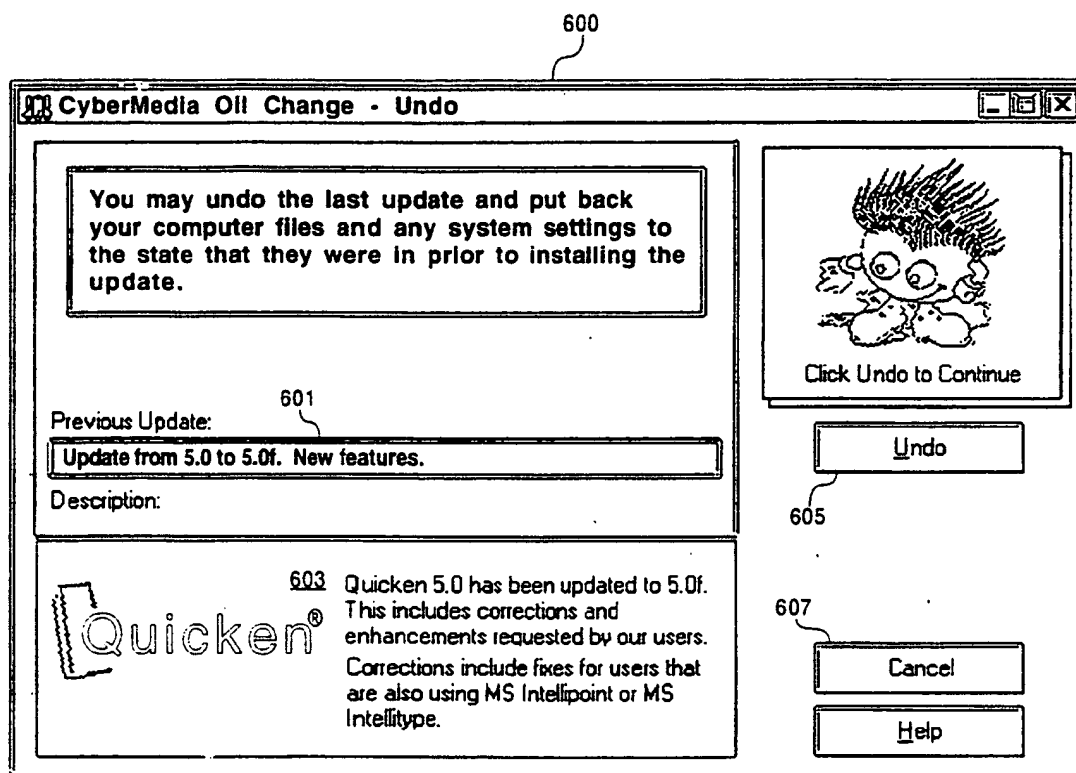 600
CyberMedia Oil Change - Undo
You may undo the last update and put back
your computer files and any system settings to
the state that they were in prior to installing the
update.
Click Undo to Continue
601
Previous Update:
Update from 5.0 to 5.0f. New features.
Description:
Undo
605
Quicken®
603
Quicken 5.0 has been updated to 5.0f.
This includes corrections and
enhancements requested by our users.
Corrections include fixes for users that
are also using MS Intellipoint or MS
Intellitype.
607
Cancel
Help